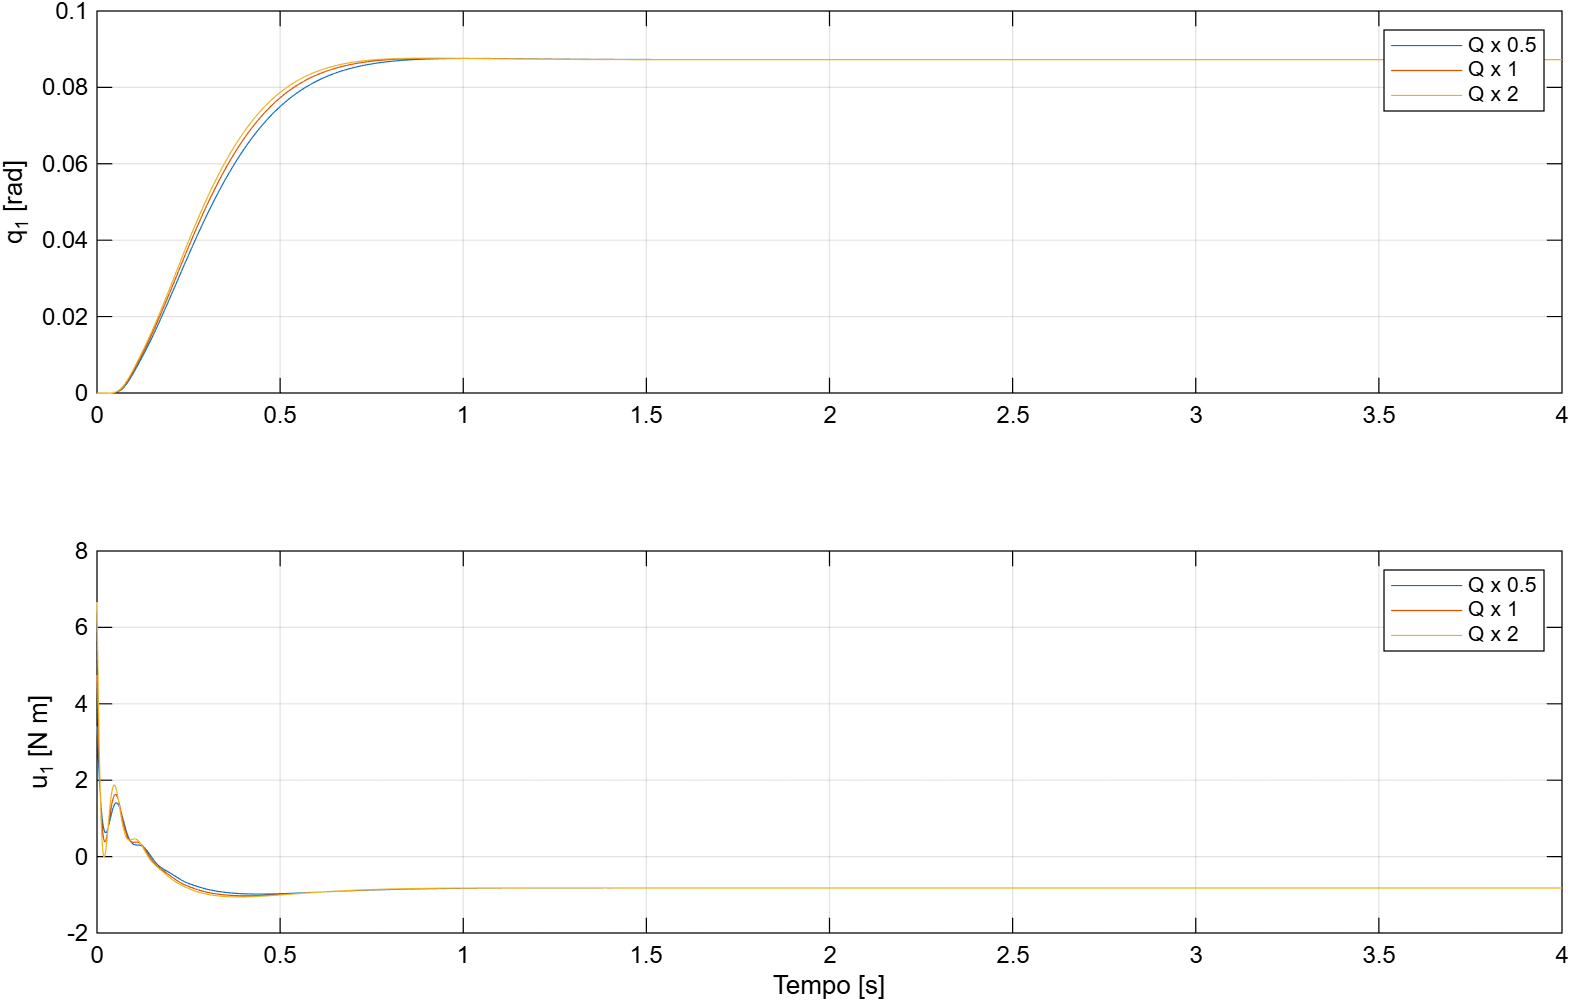 0.1
0.08
0.06
0.04
0.02
0
q1 [rad]
0 0.5 1 1.5 2 2.5 3 3.5 4
Q x 0.5
Q x 1
Q x 2
8
6
4
2
0
-2
u1 [N m]
0 0.5 1 1.5 2 2.5 3 3.5 4
Tempo [s]
Q x 0.5
Q x 1
Q x 2